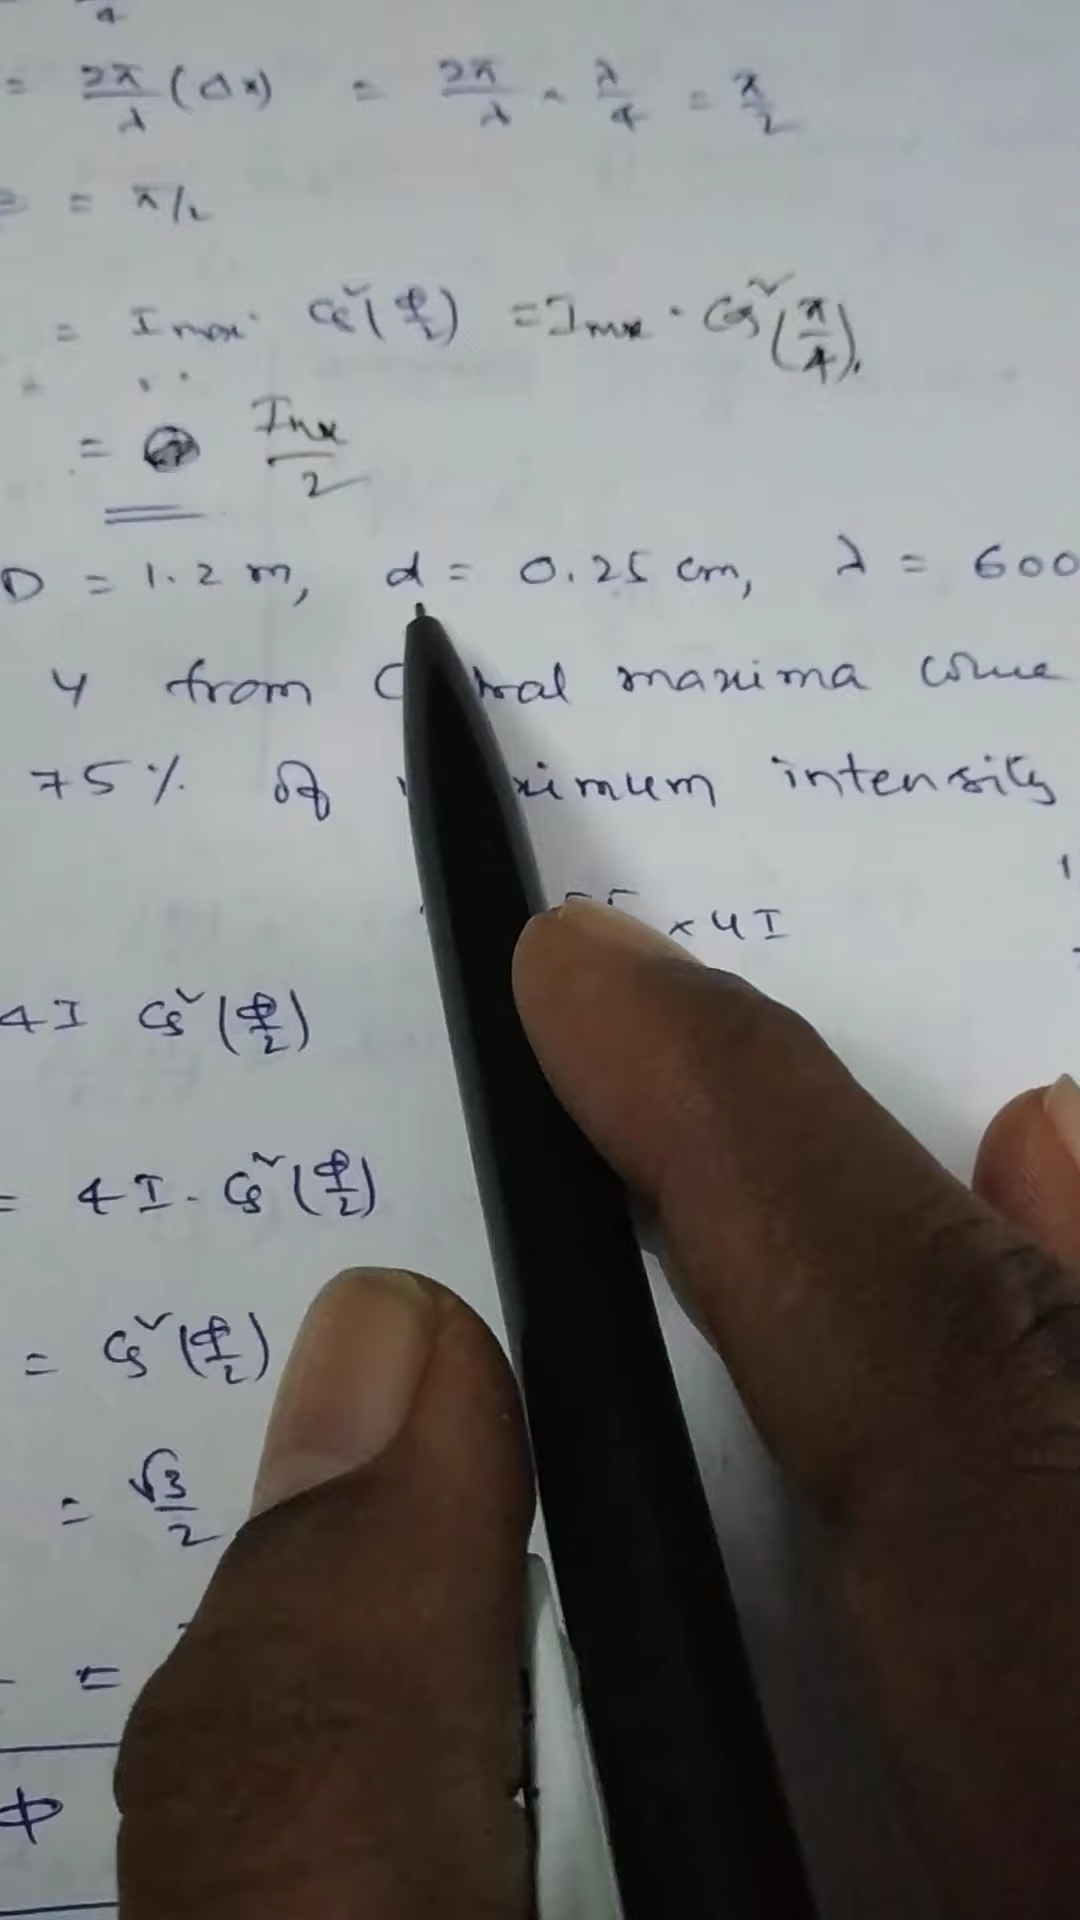 4
= 2π/λ (Δx) = 2π/λ × λ/4 = π/2
= π/2
= Imax. Cos²(φ/2) = Imax . Cos²(π/4).
= Imax/2
D = 1.2 m, d = 0.25 cm, λ = 600
y from maxima
75% of intensity
× 4I
4I Cos²(φ/2)
= 4I . Cos²(φ/2)
= Cos²(φ/2)
= √3/2
=
φ